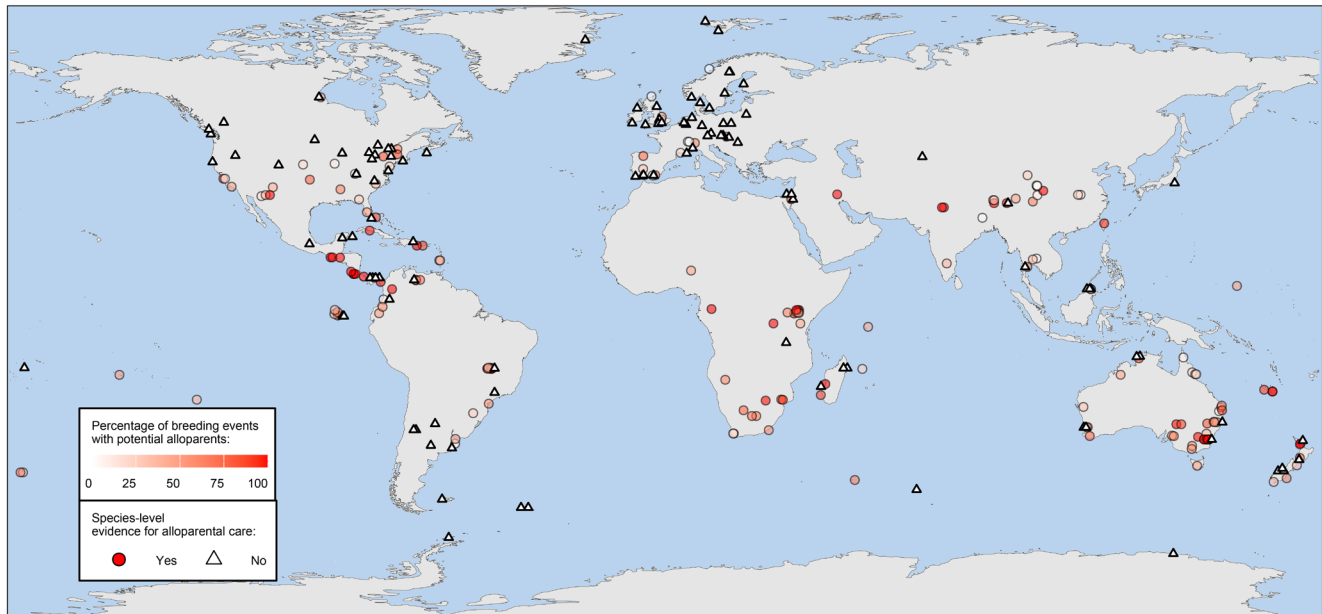 Percentage of breeding events
with potential alloparents:
0 25 50 75 100
Species-level
evidence for alloparental care:
Yes No